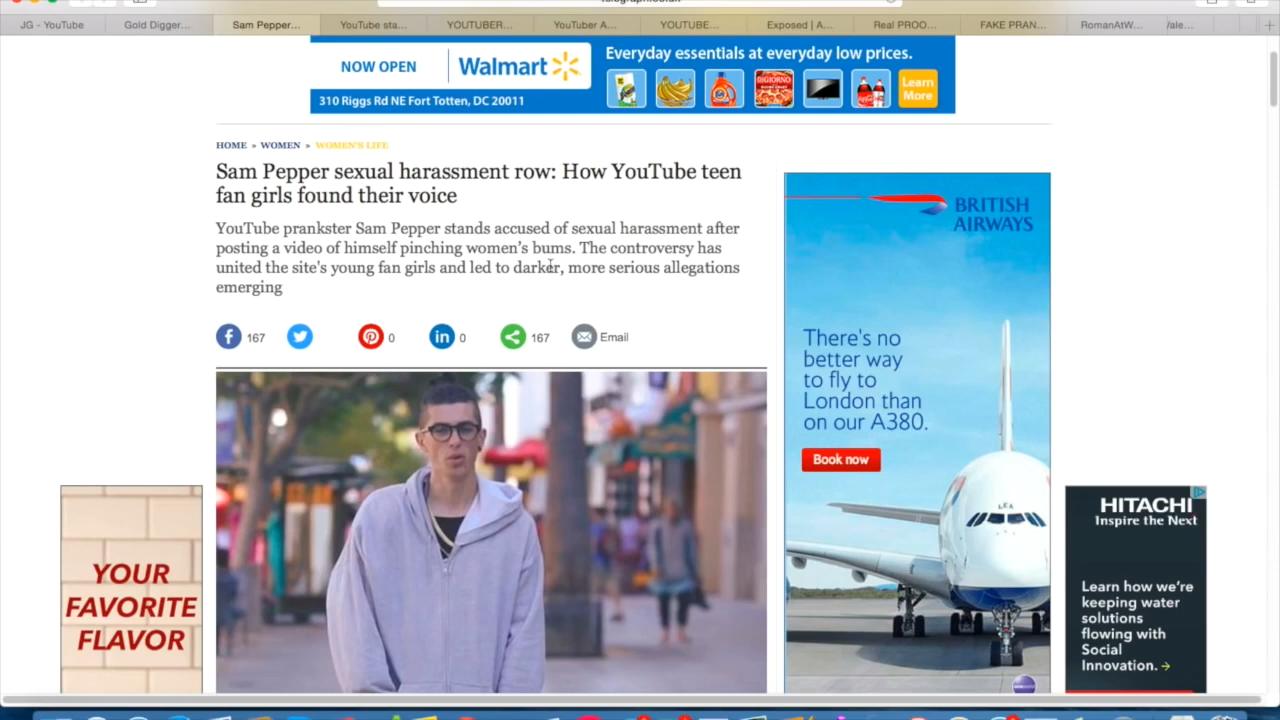 JG - YouTube
Gold Digger...
Sam Pepper...
YouTube sta...
YOUTUBER...
YouTuber A...
YOUTUBE...
Exposed | A...
Real PROO...
FAKE PRAN...
RomanAtW...
NOW OPEN
Walmart
310 Riggs Rd NE Fort Totten, DC 20011
Everyday essentials at everyday low prices.
DiGIORNO
Learn
More
HOME » WOMEN » WOMEN'S LIFE
Sam Pepper sexual harassment row: How YouTube teen
fan girls found their voice
YouTube prankster Sam Pepper stands accused of sexual harassment after
posting a video of himself pinching women's bums. The controversy has
united the site's young fan girls and led to darker, more serious allegations
emerging
f 167
P 0
in 0
167
Email
BRITISH
AIRWAYS
There's no
better way
to fly to
London than
on our A380.
Book now
YOUR
FAVORITE
FLAVOR
HITACHI
Inspire the Next
Learn how we're
keeping water
solutions
flowing with
Social
Innovation.